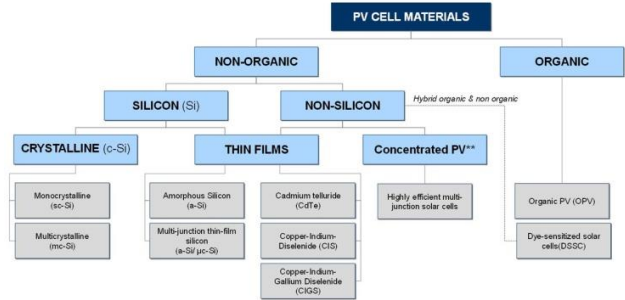 PV CELL MATERIALS
NON-ORGANIC
ORGANIC
SILICON (Si)
NON-SILICON
Hybrid organic & non organic
CRYSTALLINE (c-Si)
THIN FILMS
Concentrated PV**
Monocrystalline
(sc-Si)
Multicrystalline
(mc-Si)
Amorphous Silicon
(a-Si)
Multi-junction thin-film
silicon
(a-Si/ µc-Si)
Cadmium telluride
(CdTe)
Copper-Indium-
Diselenide (CIS)
Copper-Indium-
Gallium Diselenide
(CIGS)
Highly efficient multi-
junction solar cells
Organic PV (OPV)
Dye-sensitized solar
cells(DSSC)